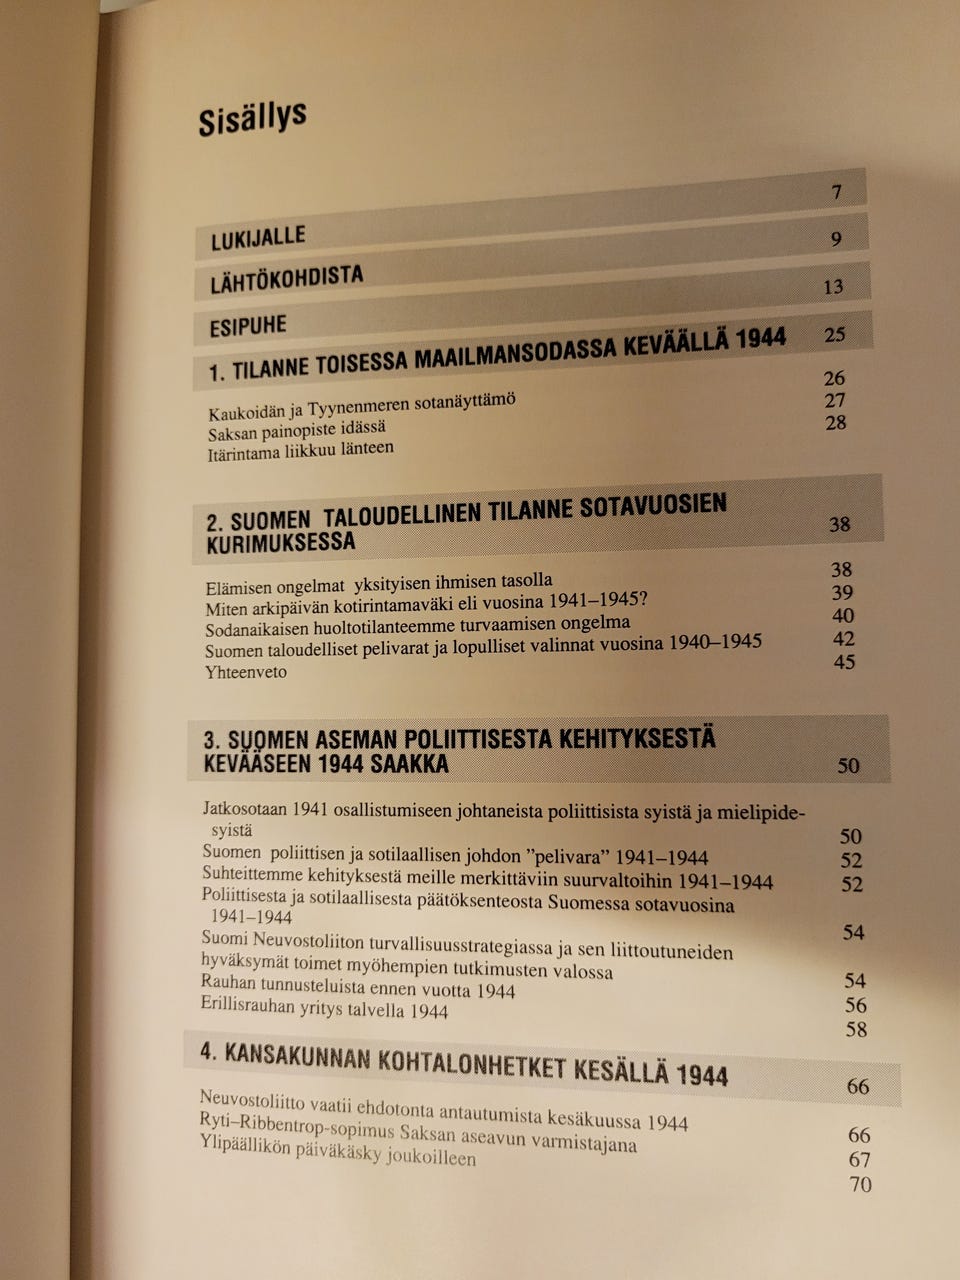 Sisällys
LUKIJALLE 7
LÄHTÖKOHDISTA 9
ESIPUHE 13
1. TILANNE TOISESSA MAAILMANSODASSA KEVÄÄLLÄ 1944 25
Kaukoidän ja Tyynenmeren sotanäyttämö 26
Saksan painopiste idässä 27
Itärintama liikkuu länteen 28
2. SUOMEN TALOUDELLINEN TILANNE SOTAVUOSIEN
KURIMUKSESSA 38
Elämisen ongelmat yksityisen ihmisen tasolla 38
Miten arkipäivän kotirintamaväki eli vuosina 1941–1945? 39
Sodanaikaisen huoltotilanteemme turvaamisen ongelma 40
Suomen taloudelliset pelivarat ja lopulliset valinnat vuosina 1940–1945 42
Yhteenveto 45
3. SUOMEN ASEMAN POLIITTISESTA KEHITYKSESTÄ
KEVÄÄSEEN 1944 SAAKKA 50
Jatkosotaan 1941 osallistumiseen johtaneista poliittisista syistä ja mielipide-
syistä 50
Suomen poliittisen ja sotilaallisen johdon ”pelivara” 1941–1944 52
Suhteittemme kehityksestä meille merkittäviin suurvaltoihin 1941–1944 52
Poliittisesta ja sotilaallisesta päätöksenteosta Suomessa sotavuosina
1941–1944 54
Suomi Neuvostoliiton turvallisuusstrategiassa ja sen liittoutuneiden
hyväksymät toimet myöhempien tutkimusten valossa 54
Rauhan tunnusteluista ennen vuotta 1944 56
Erillisrauhan yritys talvella 1944 58
4. KANSAKUNNAN KOHTALONHETKET KESÄLLÄ 1944 66
Neuvostoliitto vaatii ehdotonta antautumista kesäkuussa 1944 66
Ryti–Ribbentrop-sopimus Saksan aseavun varmistajana 67
Ylipäällikön päiväkäsky joukoilleen 70